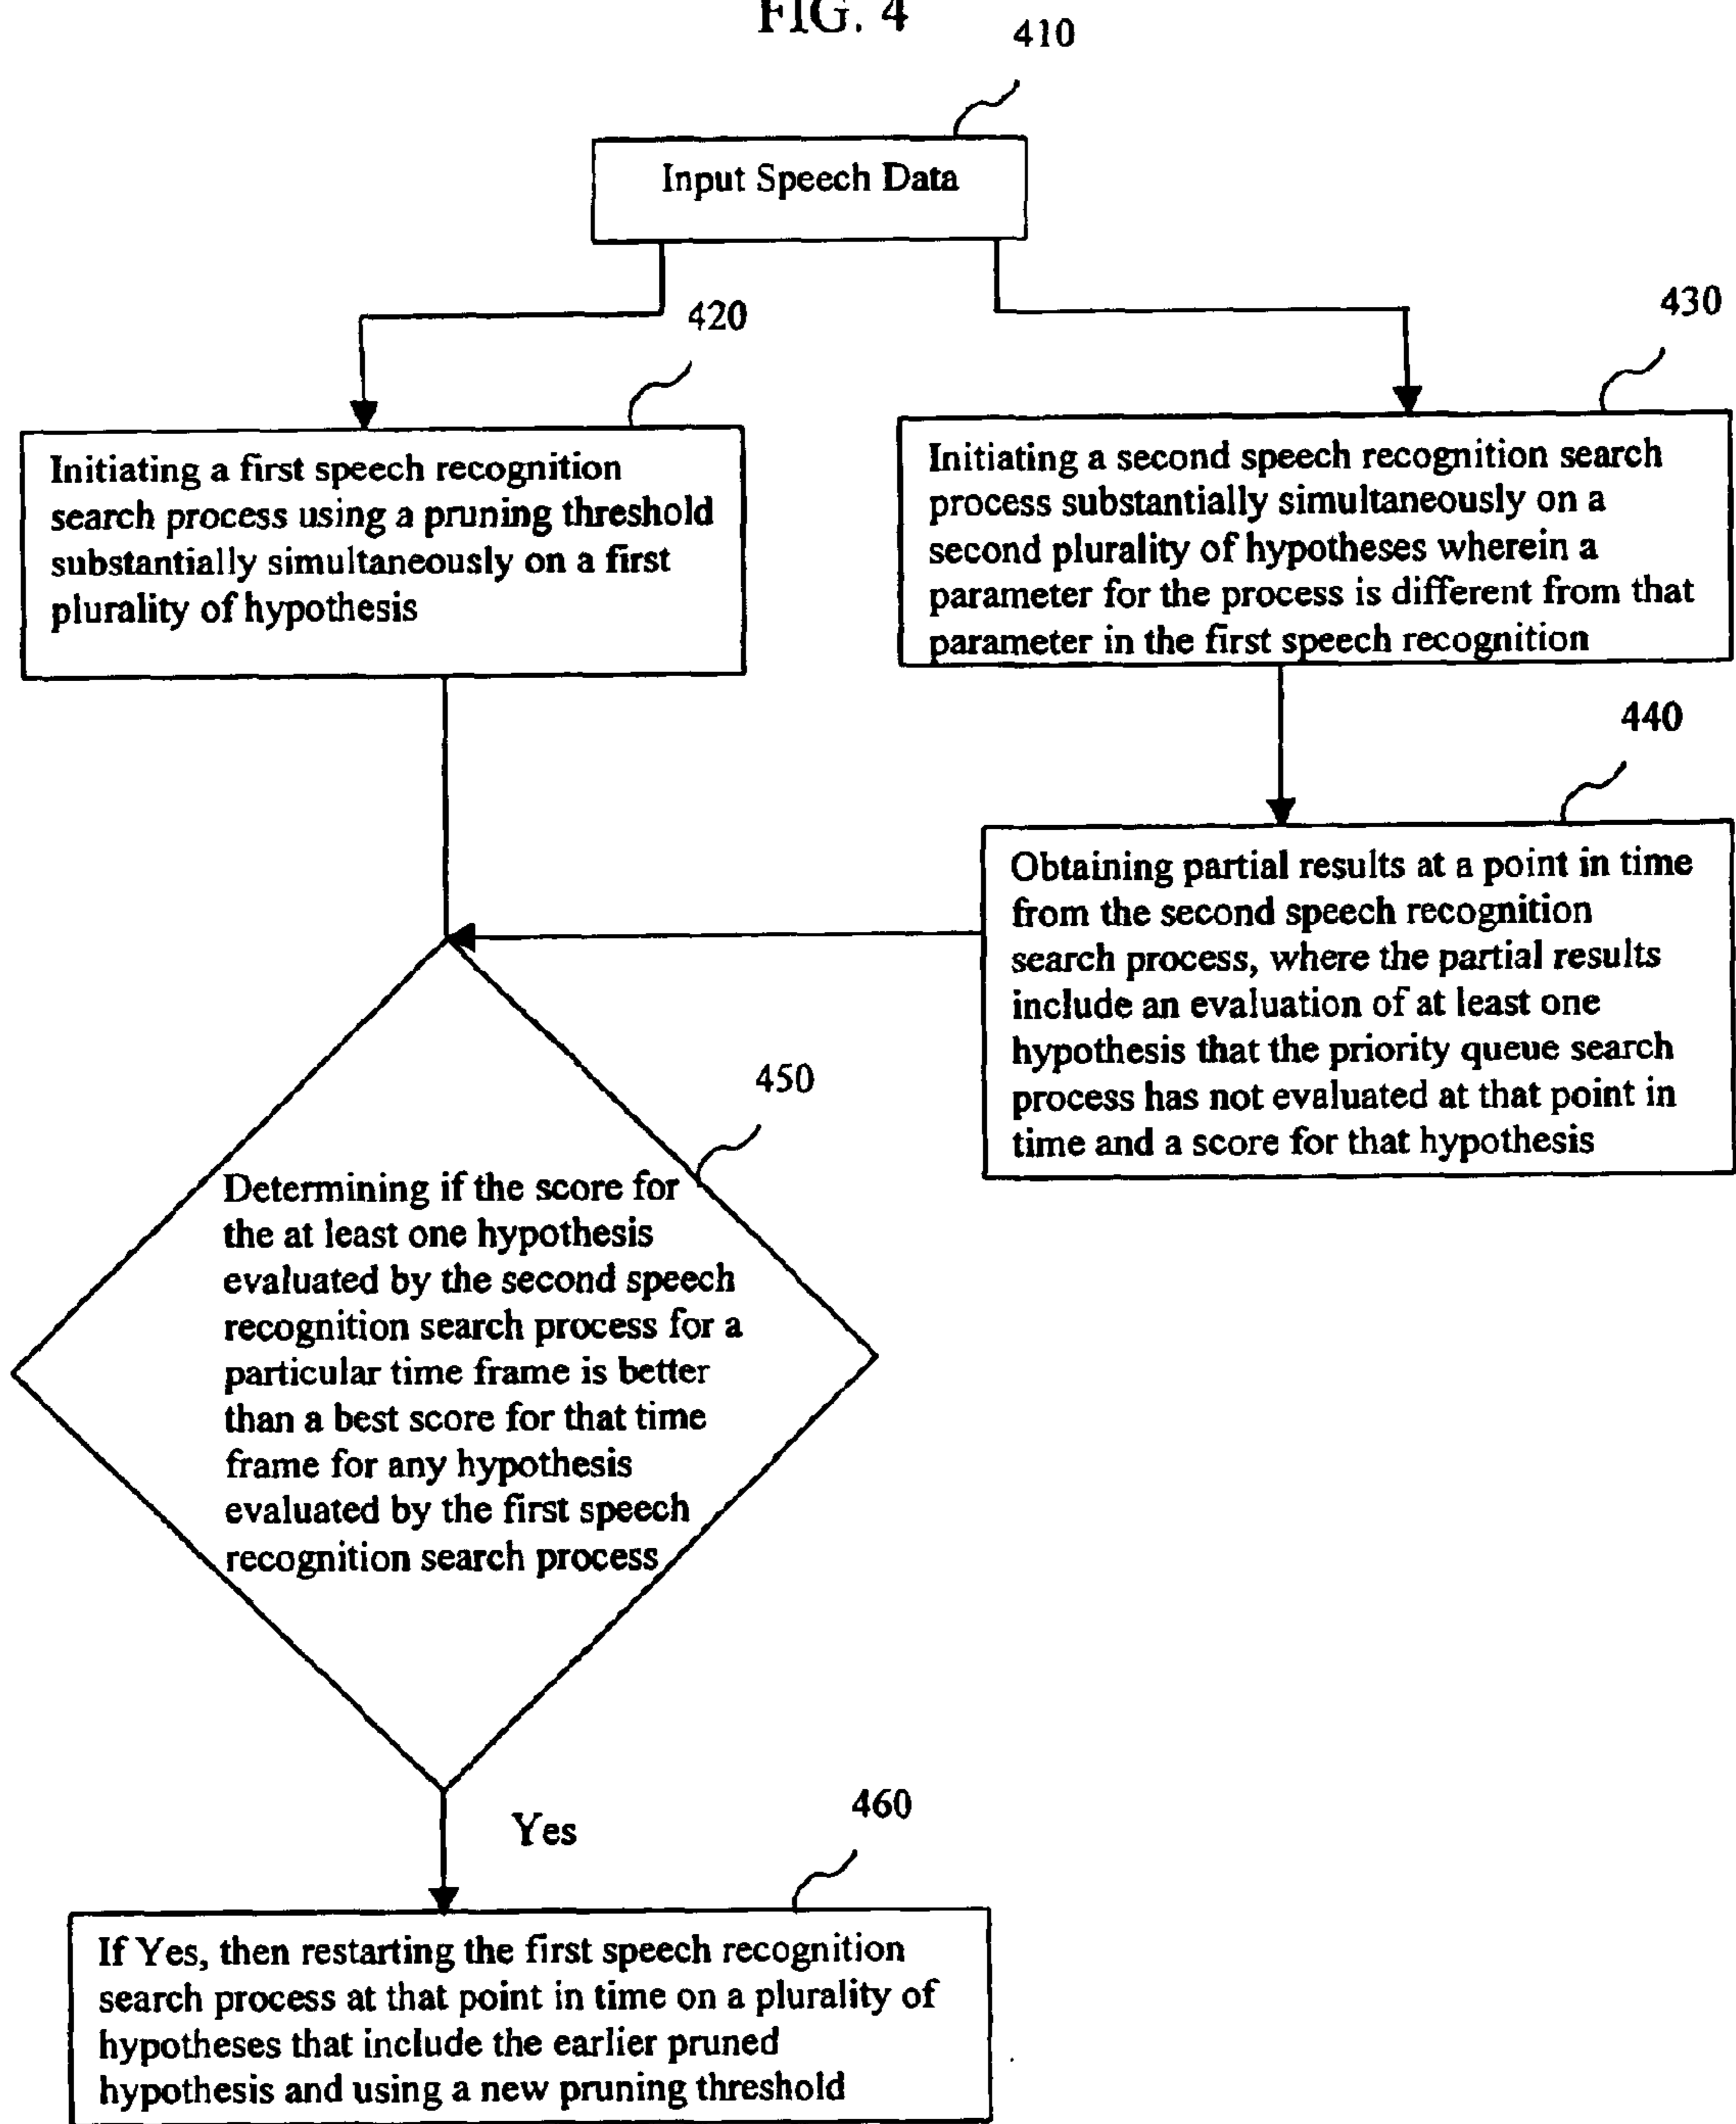 FIG. 4
410
Input Speech Data
420
430
Initiating a first speech recognition
search process using a pruning threshold
substantially simultaneously on a first
plurality of hypothesis
Initiating a second speech recognition search
process substantially simultaneously on a
second plurality of hypotheses wherein a
parameter for the process is different from that
parameter in the first speech recognition
440
Obtaining partial results at a point in time
from the second speech recognition
search process, where the partial results
include an evaluation of at least one
hypothesis that the priority queue search
process has not evaluated at that point in
time and a score for that hypothesis
450
Determining if the score for
the at least one hypothesis
evaluated by the second speech
recognition search process for a
particular time frame is better
than a best score for that time
frame for any hypothesis
evaluated by the first speech
recognition search process
Yes
460
If Yes, then restarting the first speech recognition
search process at that point in time on a plurality of
hypotheses that include the earlier pruned
hypothesis and using a new pruning threshold